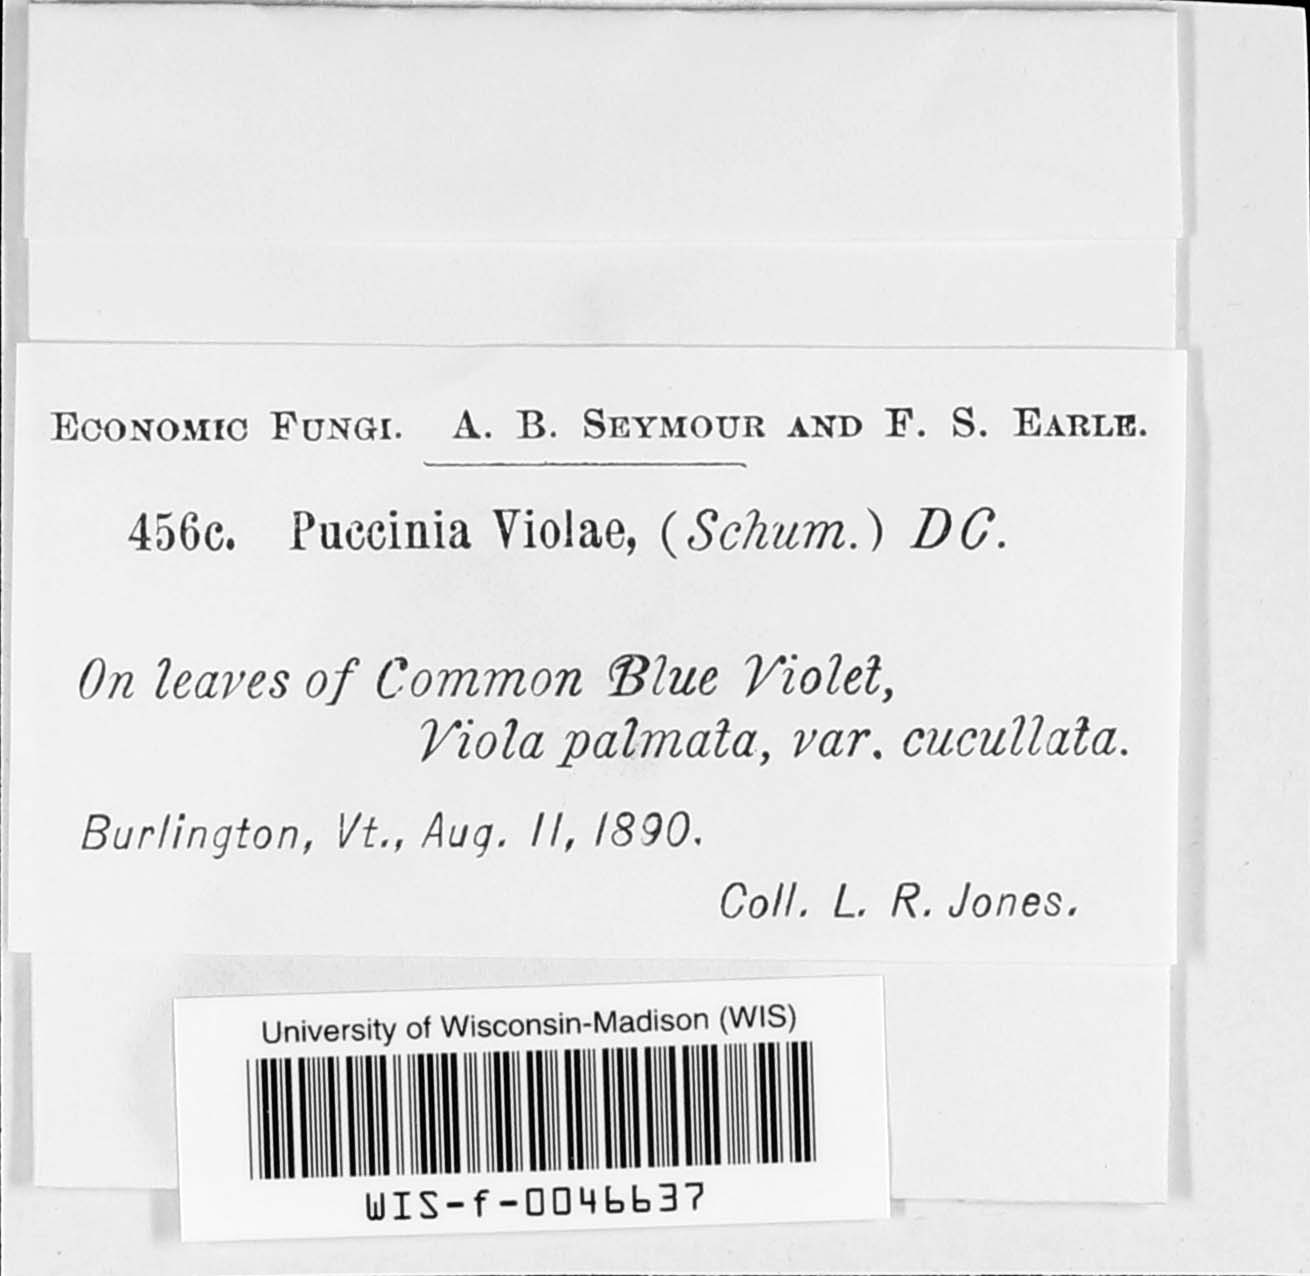 ECONOMIC FUNGI. A. B. SEYMOUR AND F. S. EARLE.
456c. Puccinia Violae, (Schum.) DC.
On leaves of Common Blue Violet,
Viola palmata, var. cucullata.
Burlington, Vt., Aug. 11, 1890.
Coll. L. R. Jones.
University of Wisconsin-Madison (WIS)
WIS-f-0046637